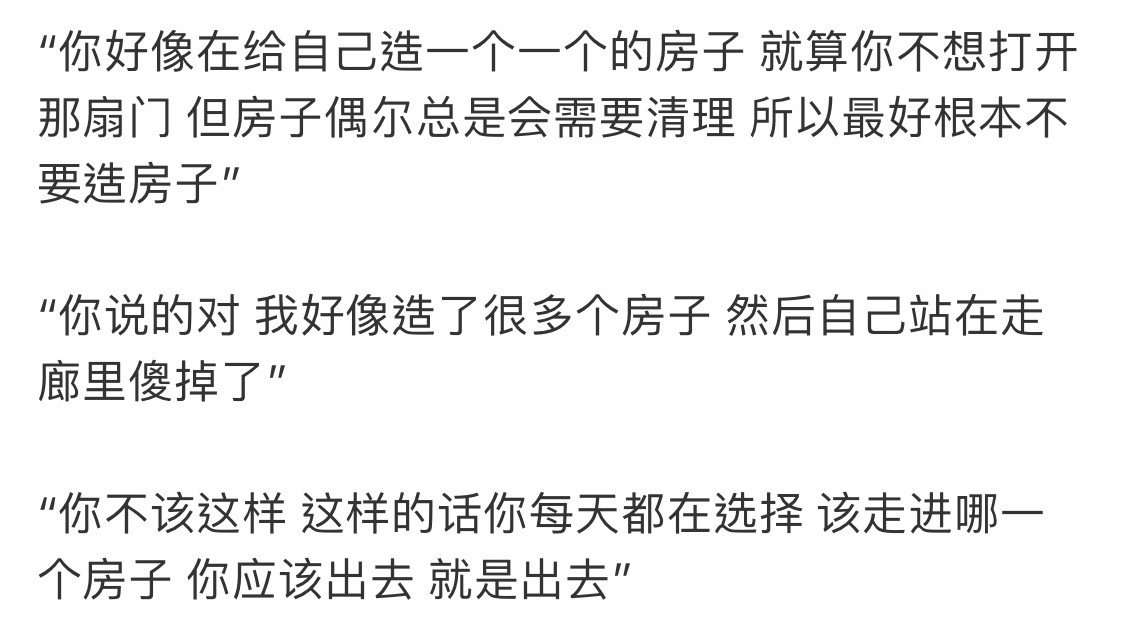 “你好像在给自己造一个一个的房子 就算你不想打开
那扇门 但房子偶尔总是会需要清理 所以最好根本不
要造房子”
“你说的对 我好像造了很多个房子 然后自己站在走
廊里傻掉了”
“你不该这样 这样的话你每天都在选择 该走进哪一
个房子 你应该出去 就是出去”